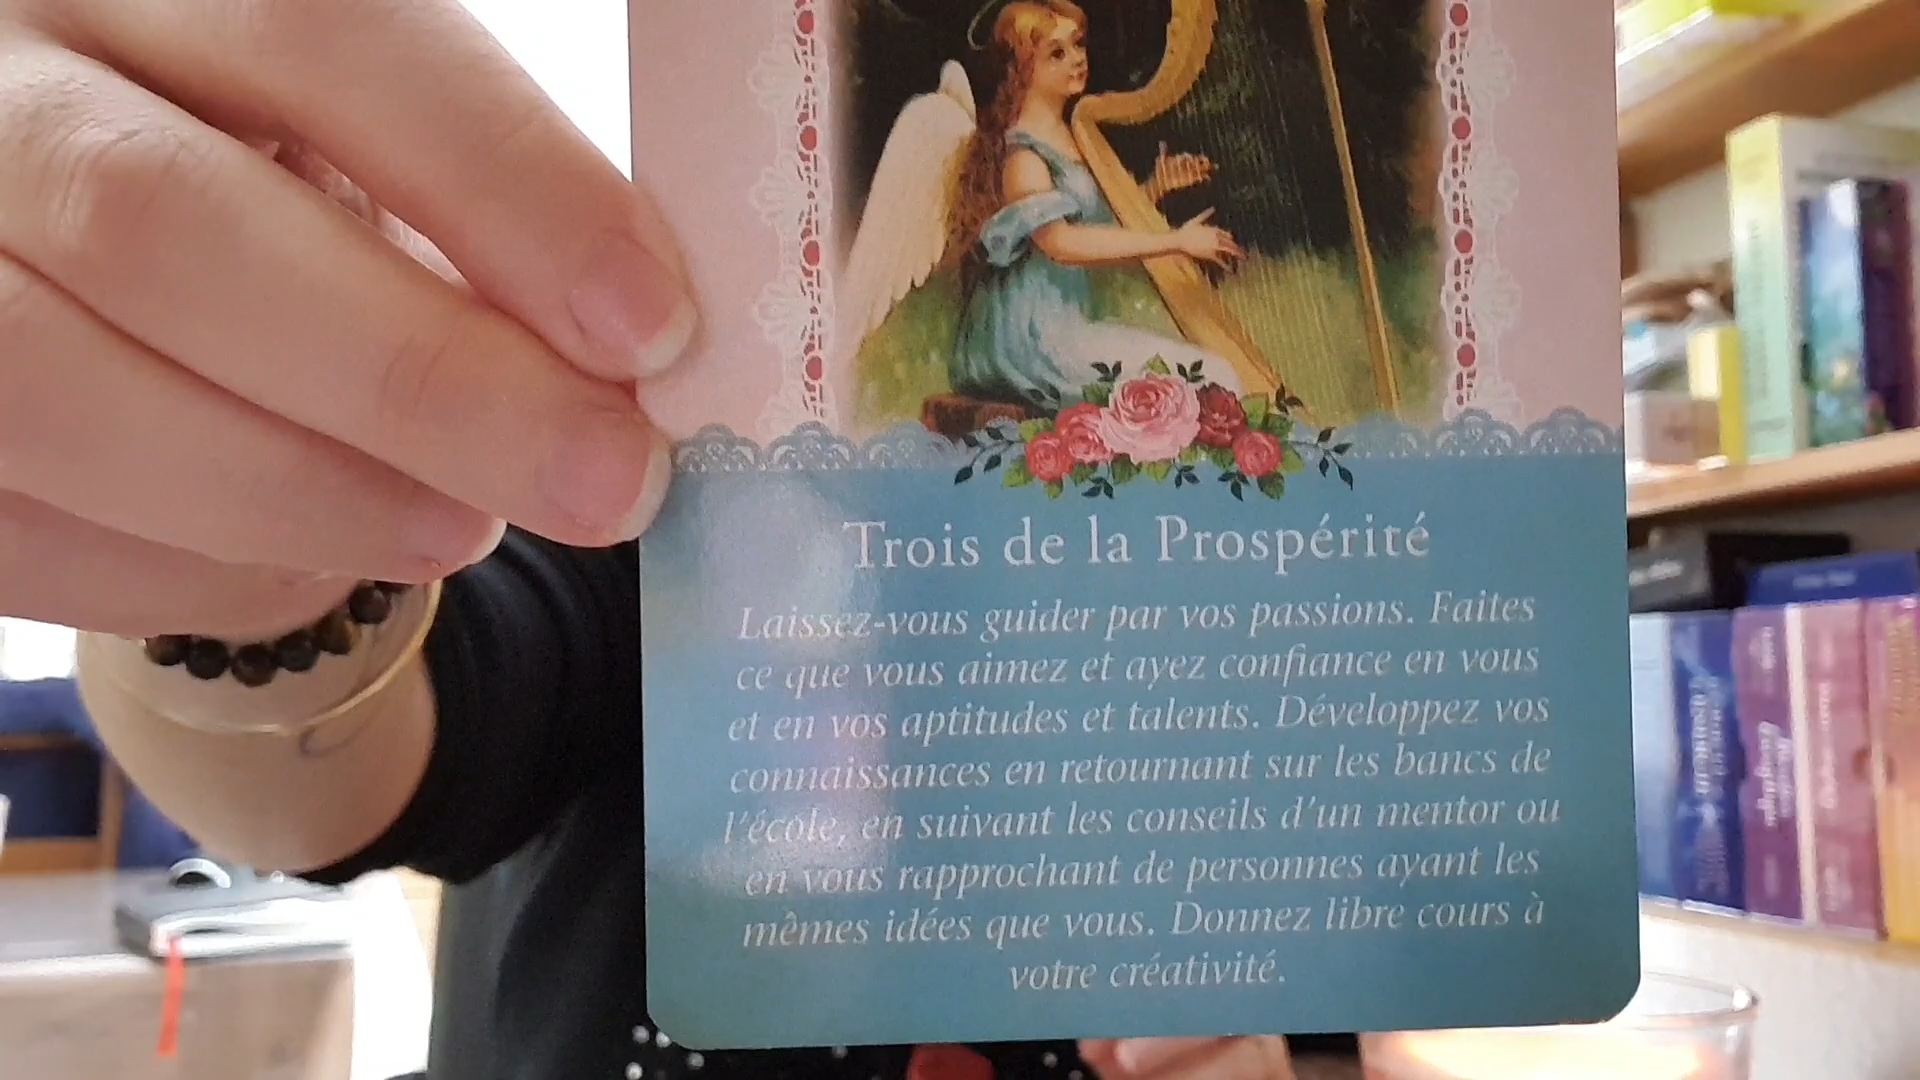 Trois de la Prospérité
Laissez-vous guider par vos passions. Faites
ce que vous aimez et ayez confiance en vous
et en vos aptitudes et talents. Développez vos
connaissances en retournant sur les bancs de
l'école, en suivant les conseils d'un mentor ou
en vous rapprochant de personnes ayant les
mêmes idées que vous. Donnez libre cours à
votre créativité.